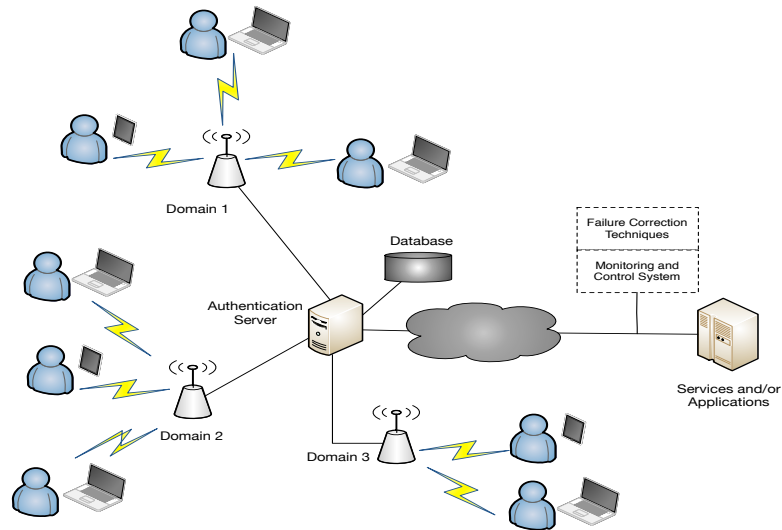 Domain 1
Failure Correction
Techniques
Database
Monitoring and
Control System
Authentication
Server
Services and/or
Applications
Domain 2
Domain 3